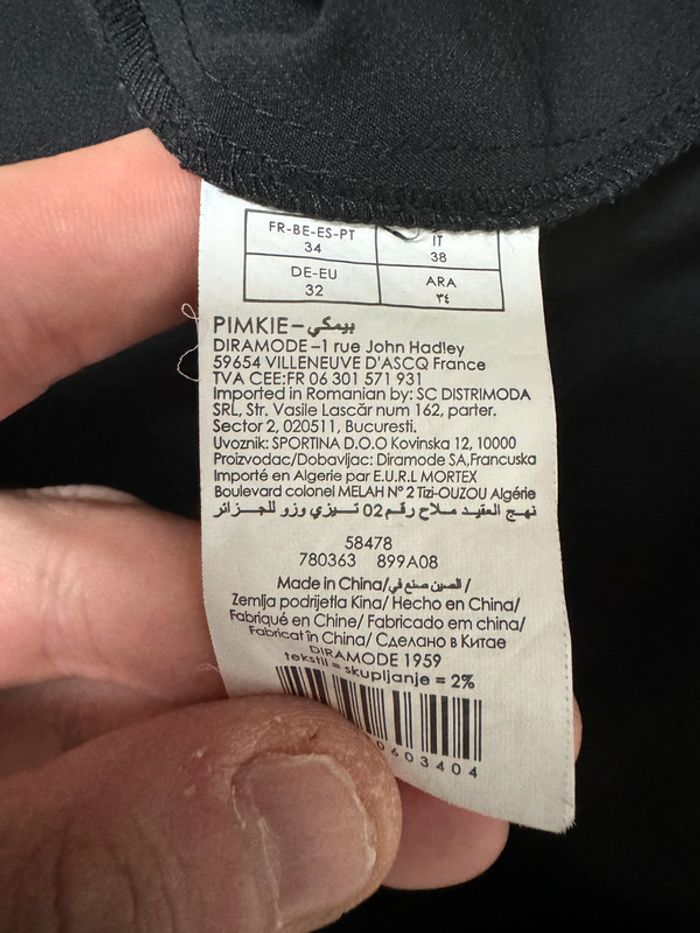 FR-BE-ES-PT IT
34 38
DE-EU ARA
32 ٣٤
PIMKIE-بيمكي
DIRAMODE-1 rue John Hadley
59654 VILLENEUVE D'ASCQ France
TVA CEE:FR 06 301 571 931
Imported in Romanian by: SC DISTRIMODA
SRL, Str. Vasile Lascăr num 162, parter.
Sector 2, 020511, Bucuresti.
Uvoznik: SPORTINA D.O.O Kovinska 12, 10000
Proizvodac/Dobavljac: Diramode SA,Francuska
Importé en Algerie par E.U.R.L MORTEX
Boulevard colonel MELAH N° 2 Tizi-OUZOU Algérie
نهج العقيد ملاح رقم 02 تيزي وزو للجزائر
58478
780363 899A08
Made in China/الصين صنع في/
Zemlja podrijetla Kina/ Hecho en China/
Fabriqué en Chine/ Fabricado em china/
Fabricat în China/ Сделано в Китае
DIRAMODE 1959
tekstil = skupljanje = 2%
0603404